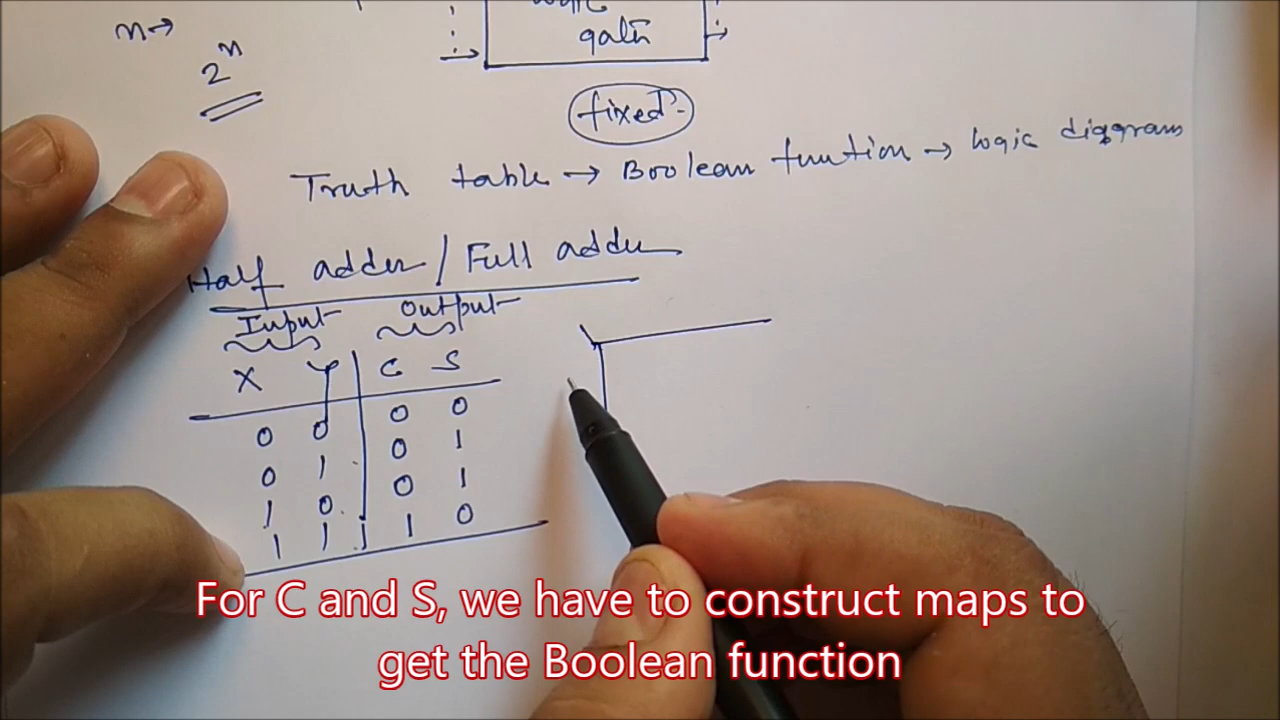 n→
2ⁿ
logic
gates
fixed
Truth table → Boolean function → Logic diagram
Half adder / Full adder
Input Output
X Y C S
0 0 0 0
0 1 0 1
1 0 0 1
1 1 1 0
For C and S, we have to construct maps to
get the Boolean function